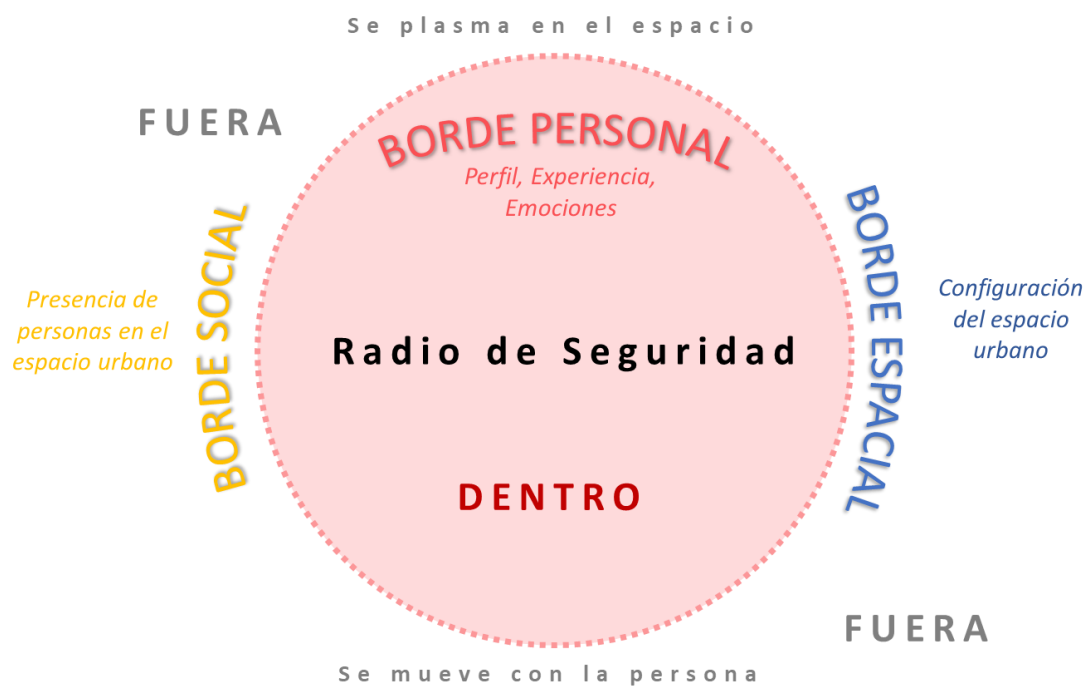 Se plasma en el espacio
FUERA
BORDE PERSONAL
Perfil, Experiencia,
Emociones
BORDE SOCIAL
Presencia de
personas en el
espacio urbano
BORDE ESPACIAL
Configuración
del espacio
urbano
Radio de Seguridad
DENTRO
FUERA
Se mueve con la persona